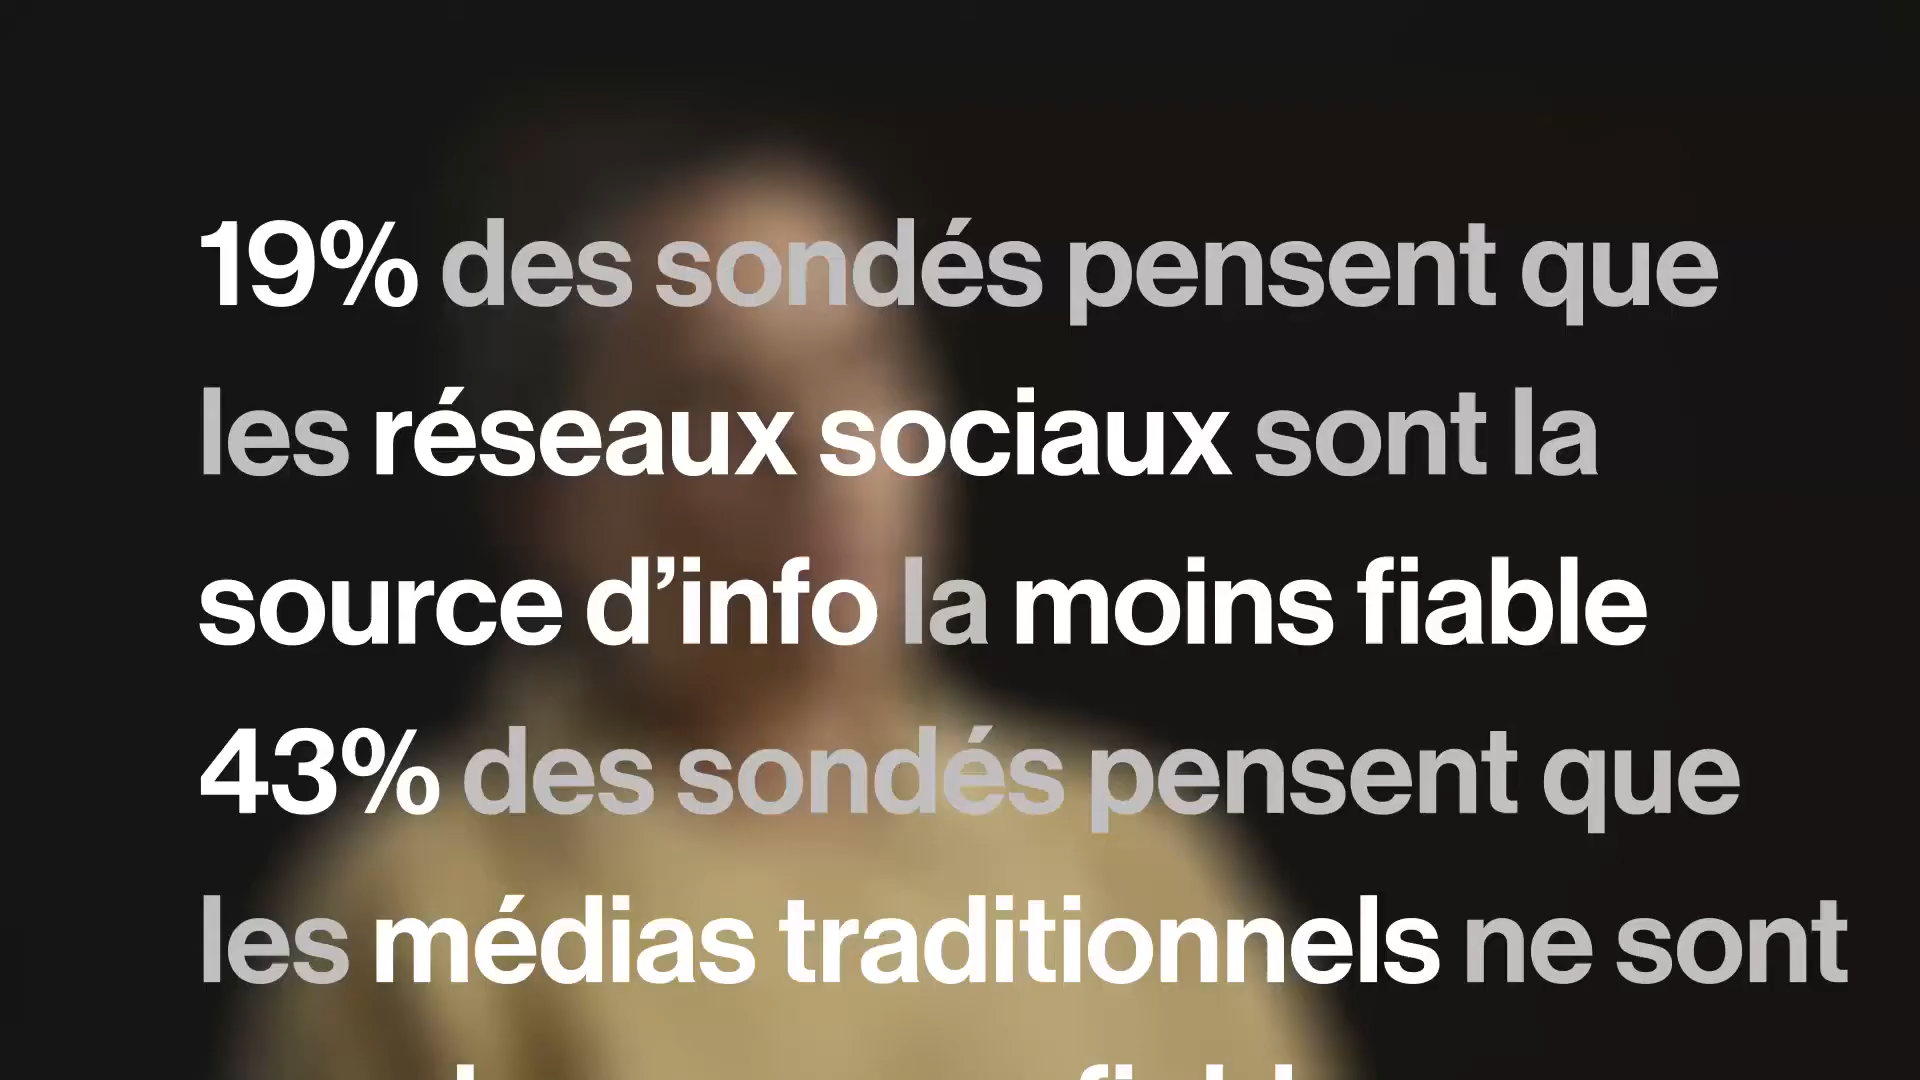 19% des sondés pensent que
les réseaux sociaux sont la
source d’info la moins fiable
43% des sondés pensent que
les médias traditionnels ne sont